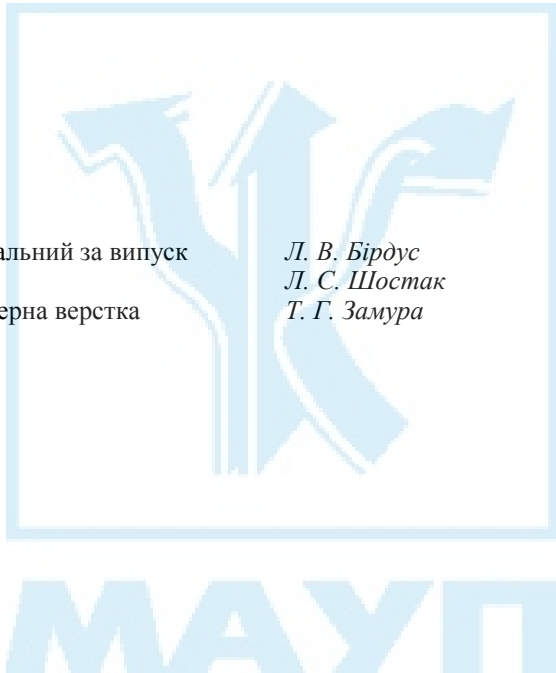 альний за випуск Л. В. Бірдус
Л. С. Шостак
ерна верстка Т. Г. Замура
МАУП